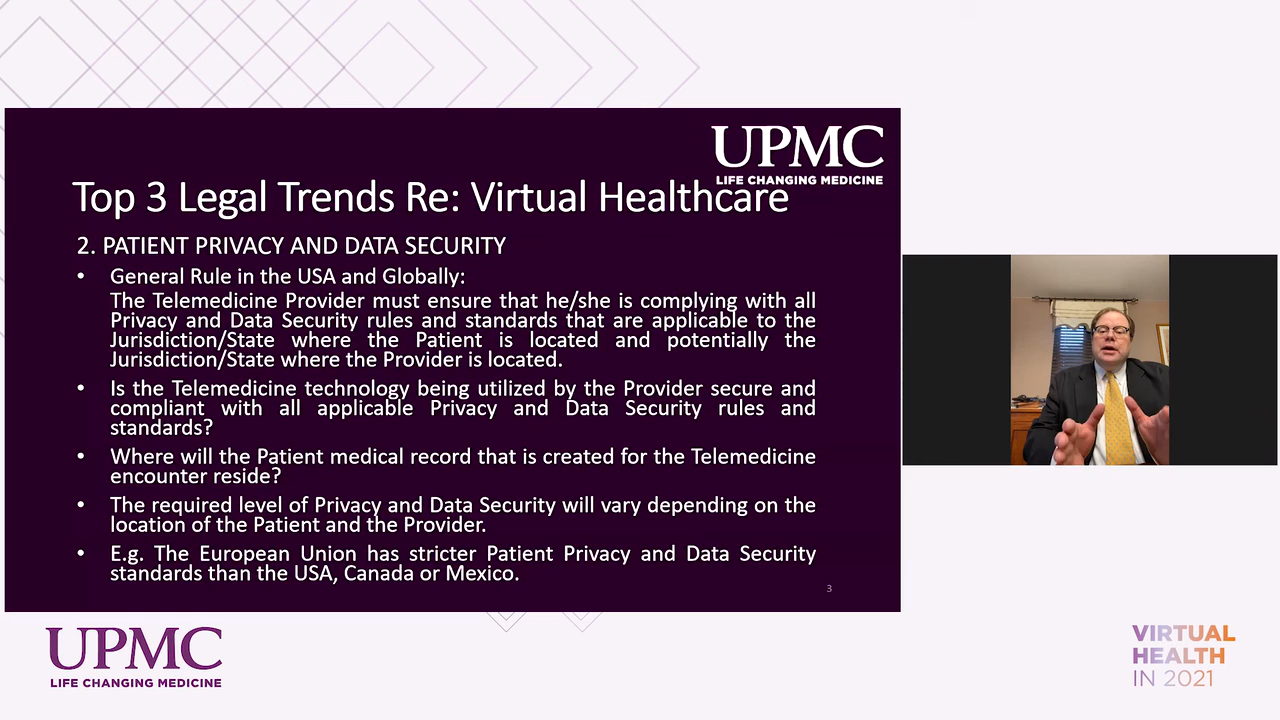 UPMC
LIFE CHANGING MEDICINE
Top 3 Legal Trends Re: Virtual Healthcare
2. PATIENT PRIVACY AND DATA SECURITY
• General Rule in the USA and Globally:
The Telemedicine Provider must ensure that he/she is complying with all
Privacy and Data Security rules and standards that are applicable to the
Jurisdiction/State where the Patient is located and potentially the
Jurisdiction/State where the Provider is located.
• Is the Telemedicine technology being utilized by the Provider secure and
compliant with all applicable Privacy and Data Security rules and
standards?
• Where will the Patient medical record that is created for the Telemedicine
encounter reside?
• The required level of Privacy and Data Security will vary depending on the
location of the Patient and the Provider.
• E.g. The European Union has stricter Patient Privacy and Data Security
standards than the USA, Canada or Mexico.
3
UPMC
LIFE CHANGING MEDICINE
VIRTUAL
HEALTH
IN 2021